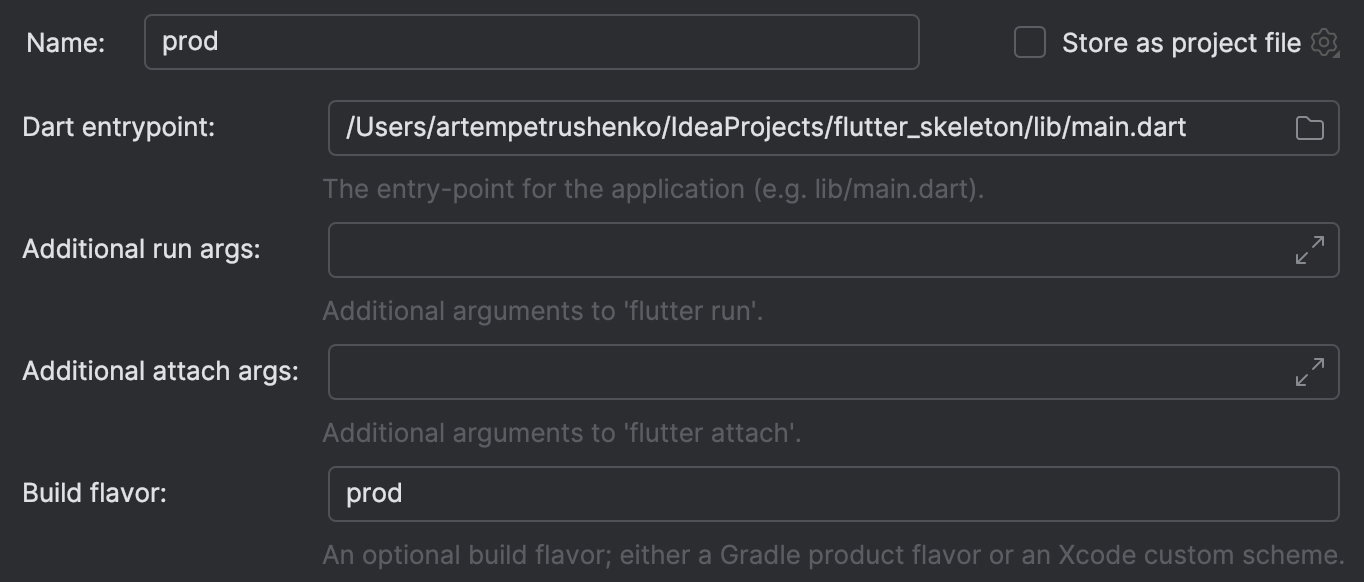 Name: prod Store as project file
Dart entrypoint: /Users/artempetrushenko/IdeaProjects/flutter_skeleton/lib/main.dart
The entry-point for the application (e.g. lib/main.dart).
Additional run args:
Additional arguments to 'flutter run'.
Additional attach args:
Additional arguments to 'flutter attach'.
Build flavor: prod
An optional build flavor; either a Gradle product flavor or an Xcode custom scheme.